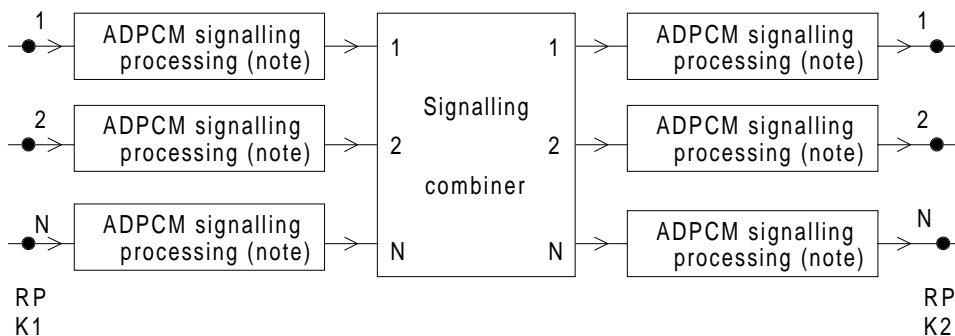 1
ADPCM signalling
processing (note)
1
1
ADPCM signalling
processing (note)
1
2
ADPCM signalling
processing (note)
2
Signalling
combiner
2
ADPCM signalling
processing (note)
2
N
ADPCM signalling
processing (note)
N
N
ADPCM signalling
processing (note)
N
RP
K1
RP
K2